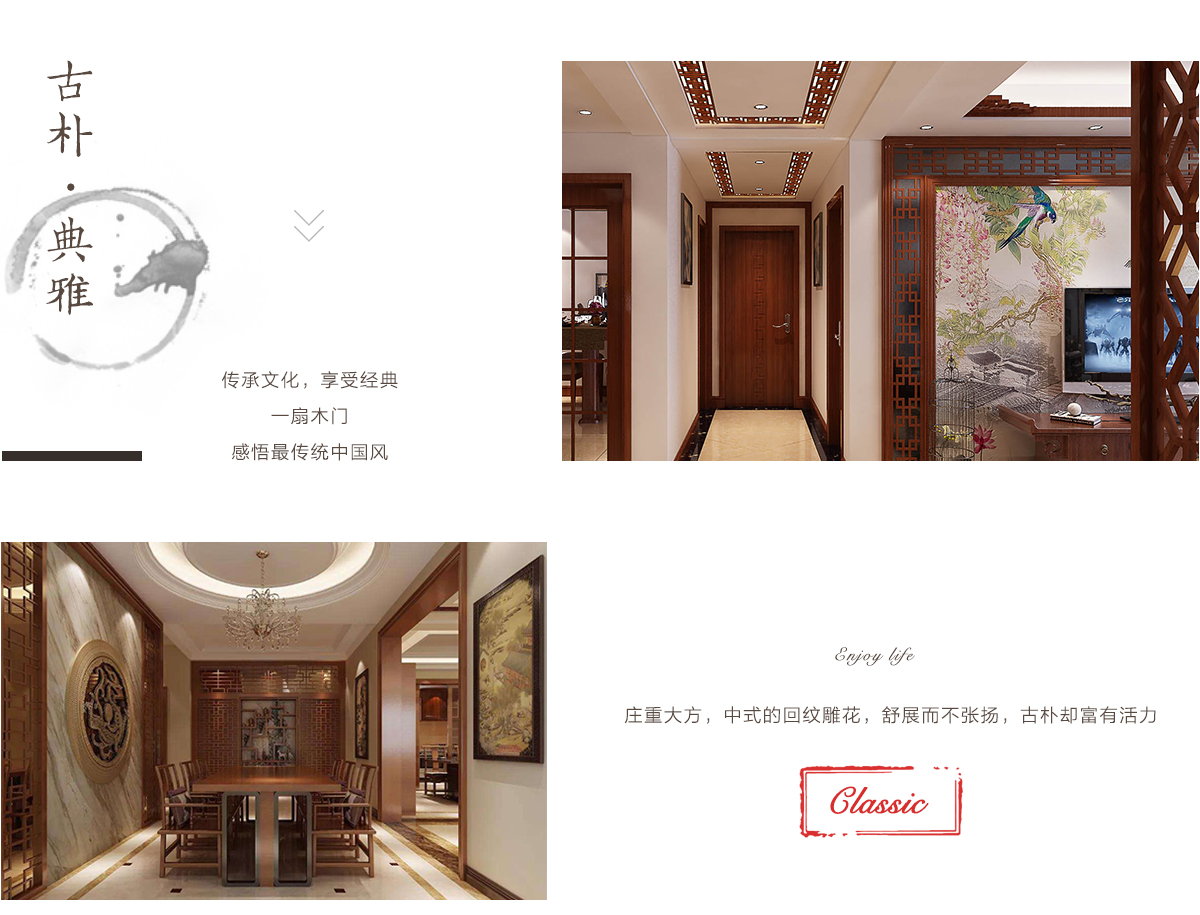 古朴·典雅
传承文化，享受经典
一扇木门
感悟最传统中国风
Enjoy life
庄重大方，中式的回纹雕花，舒展而不张扬，古朴却富有活力
Classic